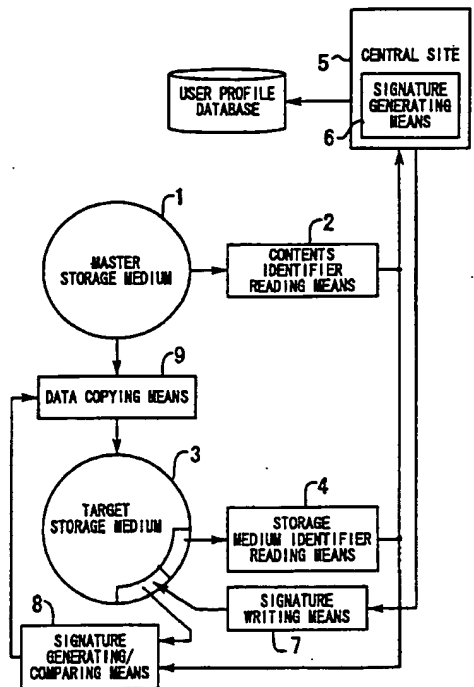 5
CENTRAL SITE
USER PROFILE
DATABASE
SIGNATURE
GENERATING
MEANS
6
1
MASTER
STORAGE MEDIUM
2
CONTENTS
IDENTIFIER
READING MEANS
9
DATA COPYING MEANS
3
TARGET
STORAGE MEDIUM
4
STORAGE
MEDIUM IDENTIFIER
READING MEANS
8
SIGNATURE
GENERATING/
COMPARING MEANS
SIGNATURE
WRITING MEANS
7